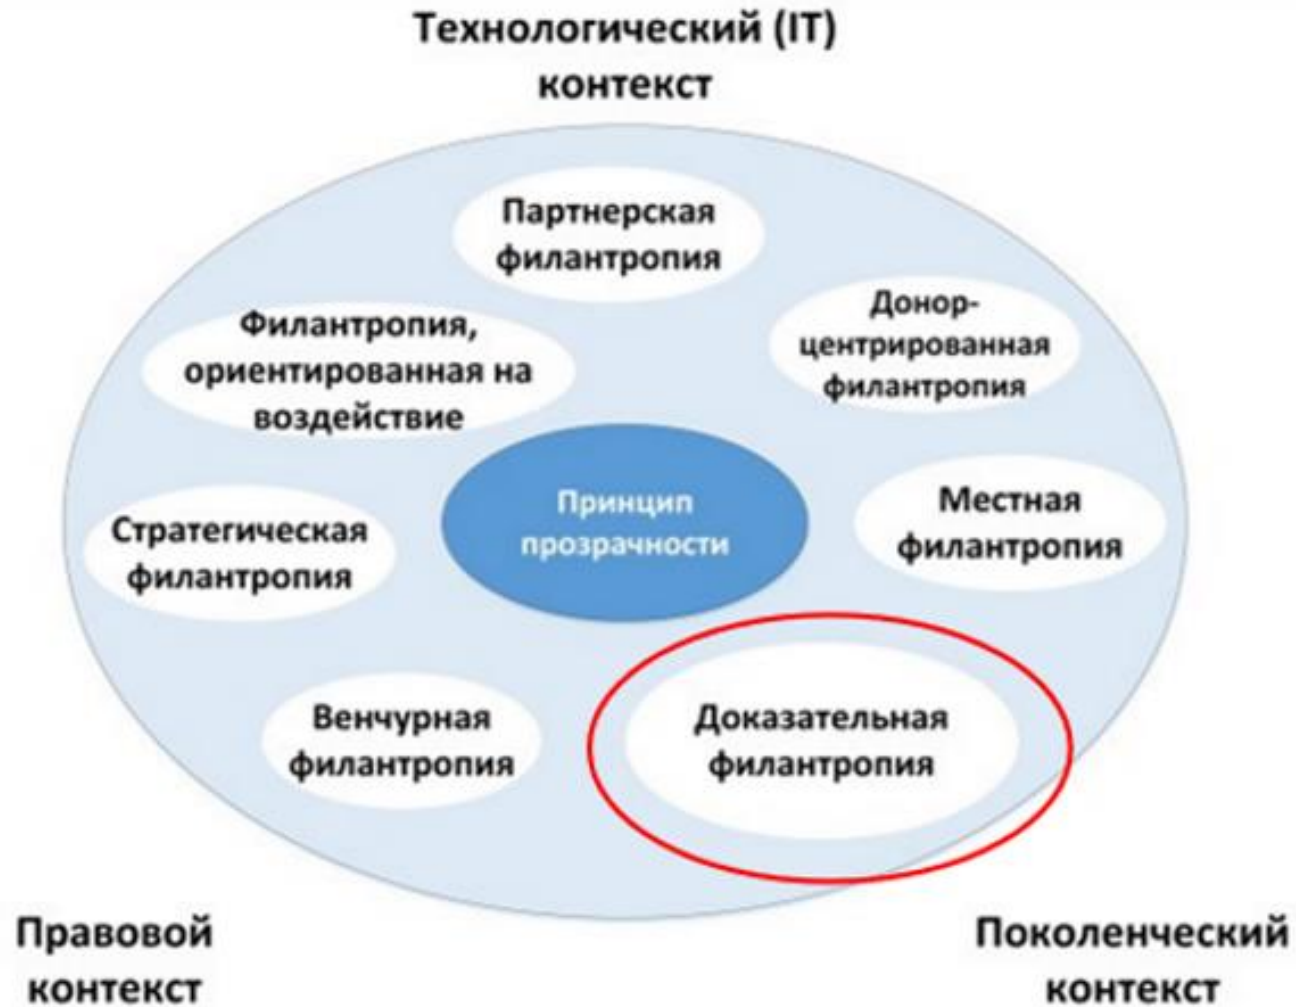 Технологический (IT)
контекст
Партнерская
филантропия
Донор-
центрированная
филантропия
Филантропия,
ориентированная на
воздействие
Принцип
прозрачности
Местная
филантропия
Стратегическая
филантропия
Венчурная
филантропия
Доказательная
филантропия
Правовой
контекст
Поколенческий
контекст